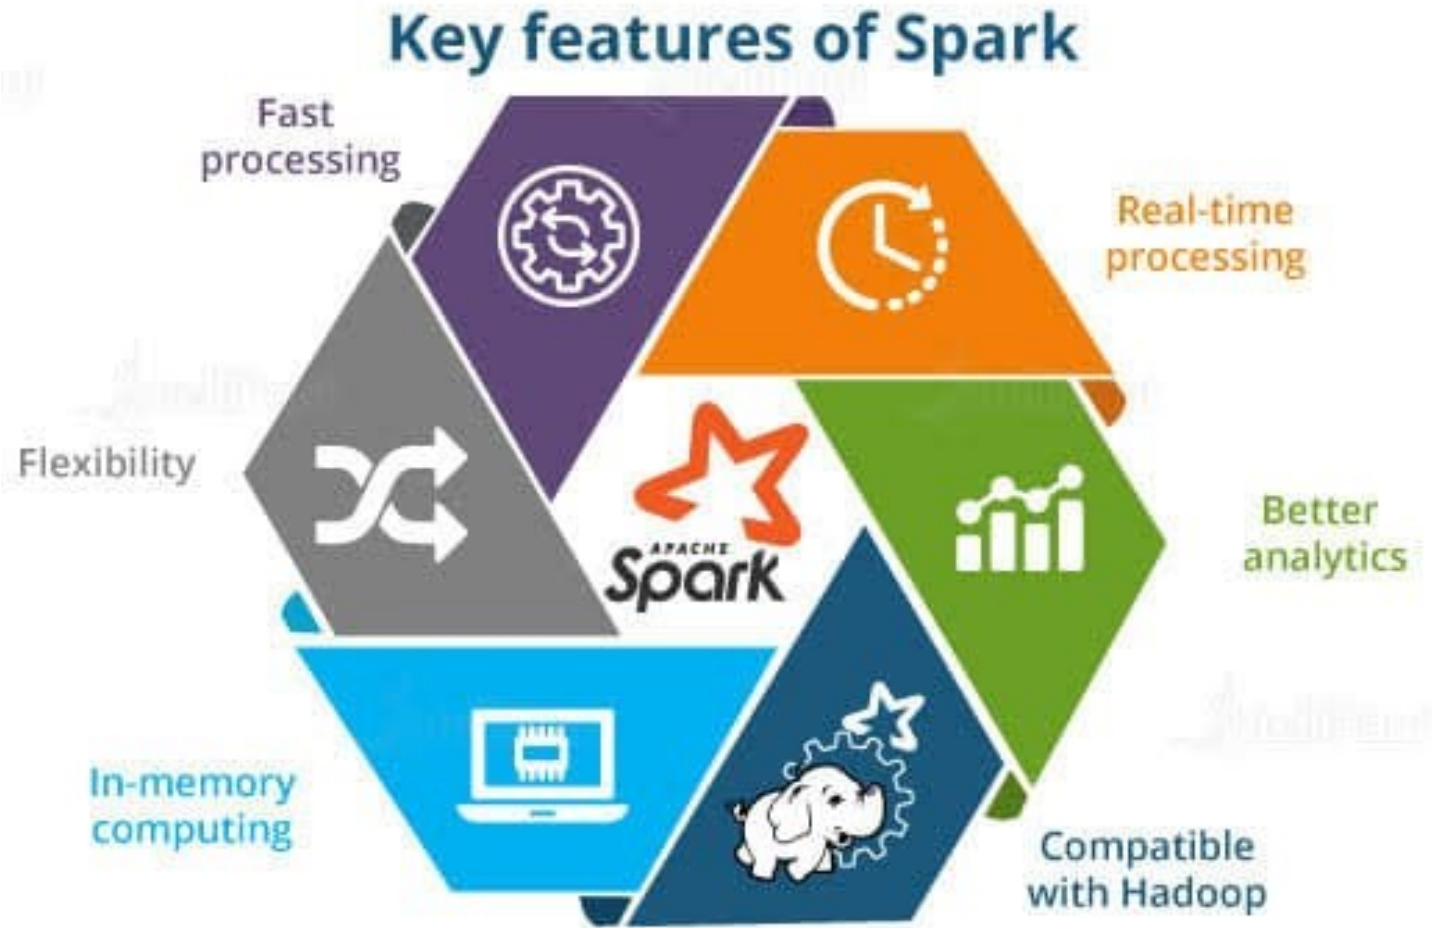 Key features of Spark
Fast
processing
Real-time
processing
Flexibility
APACHE
Spark
Better
analytics
In-memory
computing
Compatible
with Hadoop